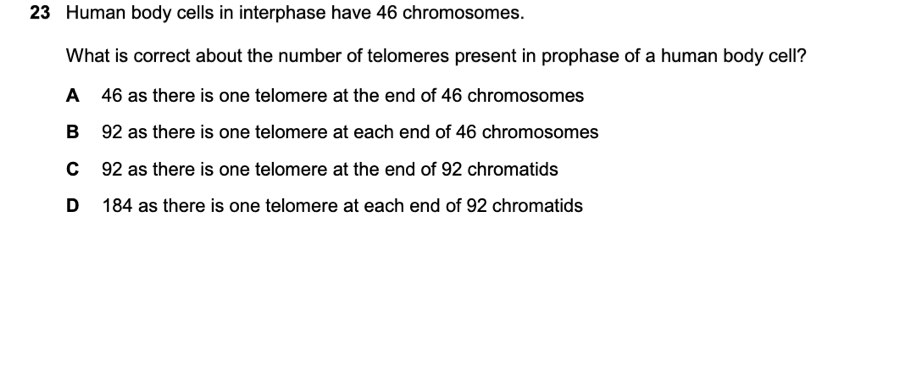 23 Human body cells in interphase have 46 chromosomes.
What is correct about the number of telomeres present in prophase of a human body cell?
A 46 as there is one telomere at the end of 46 chromosomes
B 92 as there is one telomere at each end of 46 chromosomes
C 92 as there is one telomere at the end of 92 chromatids
D 184 as there is one telomere at each end of 92 chromatids